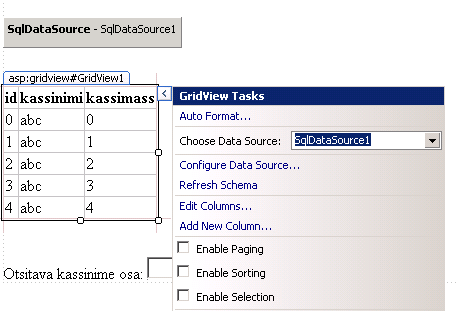 SqlDataSource - SqlDataSource1
asp:gridview#GridView1
id kassinimi kassimass
0 abc 0
1 abc 1
2 abc 2
3 abc 3
4 abc 4
GridView Tasks
Auto Format...
Choose Data Source: SqlDataSource1
Configure Data Source...
Refresh Schema
Edit Columns...
Add New Column...
Enable Paging
Enable Sorting
Enable Selection
Otsitava kassinime osa: